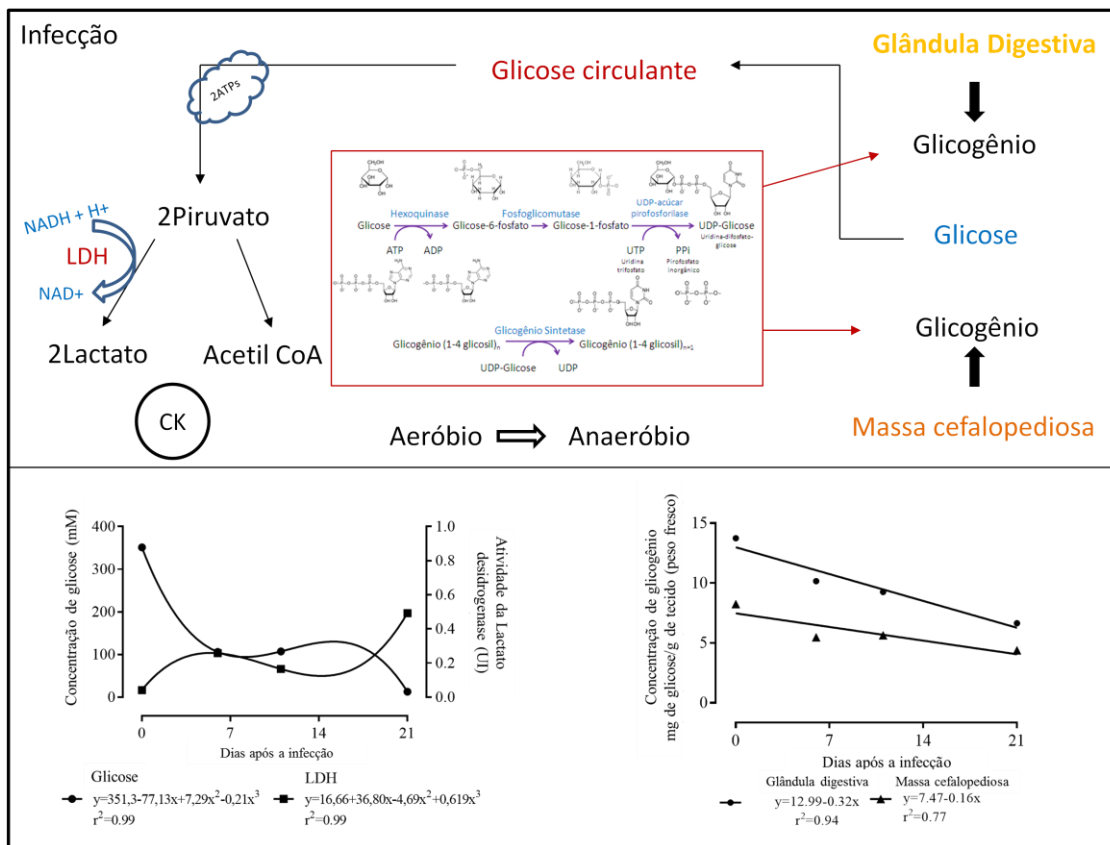 Infecção
Glândula Digestiva
2ATPs
Glicose circulante
Glicogênio
Hexoquinase
Fosfoglicomutase
UDP-açúcar
pirofosforilase
Glicose
Glicose-6-fosfato
Glicose-1-fosfato
UDP-Glicose
Uridina-difosfato-
glicose
ATP
ADP
UTP
Uridina
trifosfato
PPi
Pirofosfato
inorgânico
Glicogênio Sintetase
Glicogênio (1-4 glicosil)n
Glicogênio (1-4 glicosil)n+1
UDP-Glicose
UDP
NADH + H+
2Piruvato
LDH
NAD+
2Lactato
Acetil CoA
CK
Glicose
Glicogênio
Massa cefalopediosa
Aeróbio
Anaeróbio
Concentração de glicose (mM)
400
300
200
100
0
1.0
0.8
0.6
0.4
0.2
0.0
Atividade da Lactato
desidrogenase (UI)
0 7 14 21
Dias após a infecção
Glicose
y=351,3-77,13x+7,29x²-0,21x³
r²=0.99
LDH
y=16,66+36,80x-4,69x²+0,619x³
r²=0.99
Concentração de glicogênio
mg de glicose/g de tecido (peso fresco)
15
10
5
0
0 7 14 21
Dias após a infecção
Glândula digestiva
y=12.99-0.32x
r²=0.94
Massa cefalopediosa
y=7.47-0.16x
r²=0.77